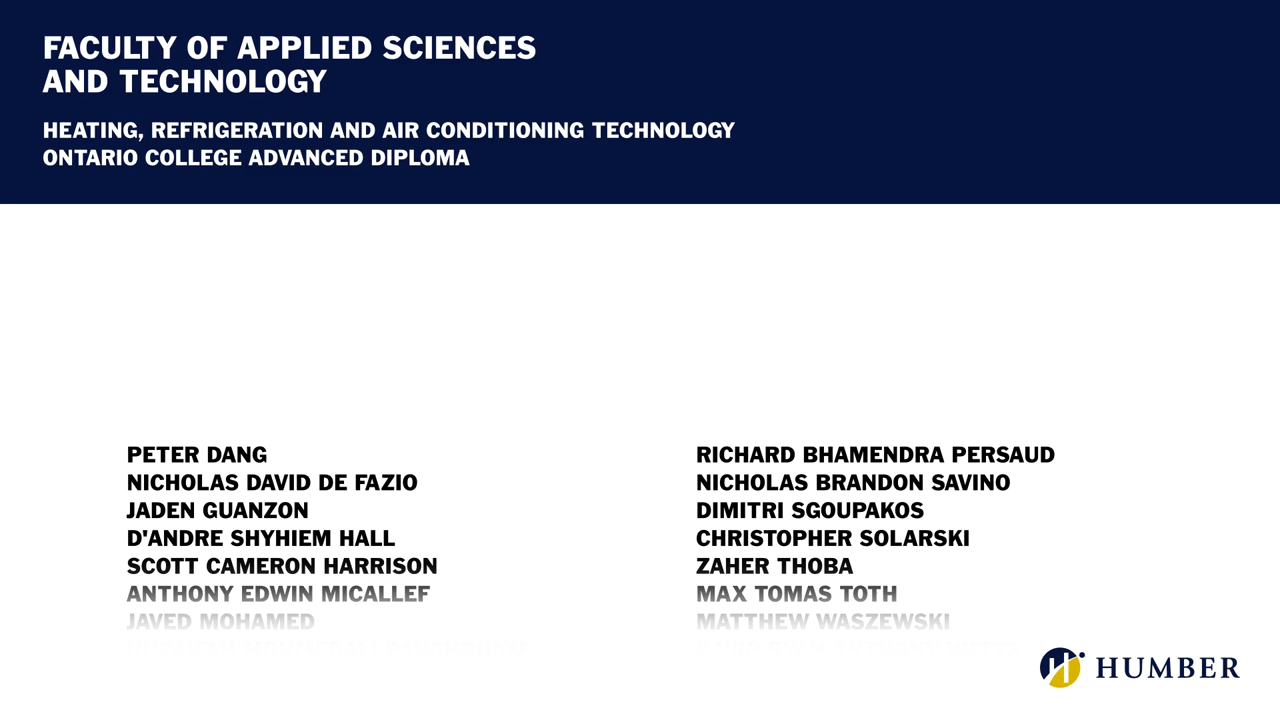 FACULTY OF APPLIED SCIENCES
AND TECHNOLOGY
HEATING, REFRIGERATION AND AIR CONDITIONING TECHNOLOGY
ONTARIO COLLEGE ADVANCED DIPLOMA
PETER DANG
NICHOLAS DAVID DE FAZIO
JADEN GUANZON
D'ANDRE SHYHIEM HALL
SCOTT CAMERON HARRISON
ANTHONY EDWIN MICALLEF
JAVED MOHAMED
RICHARD BHAMENDRA PERSAUD
NICHOLAS BRANDON SAVINO
DIMITRI SGOUPAKOS
CHRISTOPHER SOLARSKI
ZAHER THOBA
MAX TOMAS TOTH
MATTHEW WASZEWSKI
HUMBER